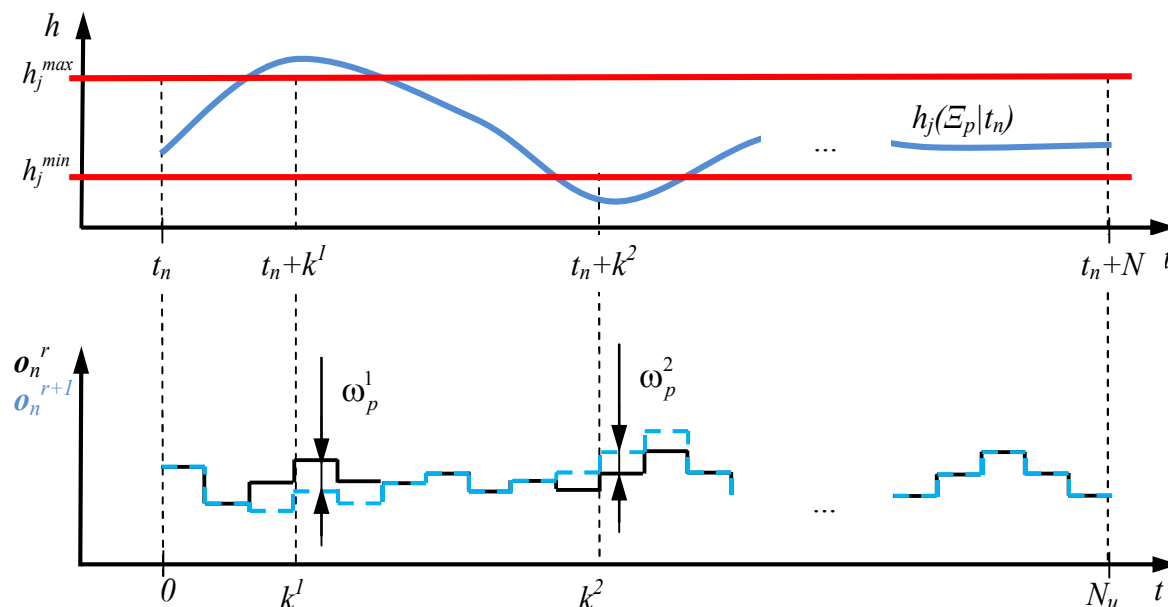 h
h_j^max
h_j(Ξ_p|t_n)
...
h_j^min
t_n t_n+k^1 t_n+k^2 t_n+N t
o_n^r
o_n^{r+1}
ω_p^1 ω_p^2
...
0 k^1 k^2 N_u t